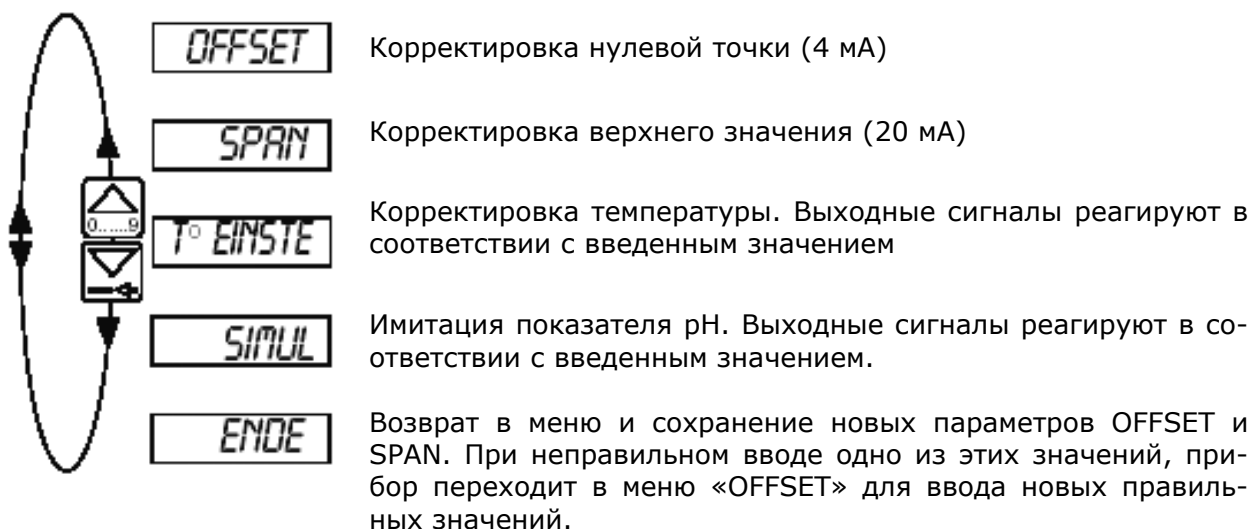 OFFSET
Корректировка нулевой точки (4 мА)
SPAN
Корректировка верхнего значения (20 мА)
0......9
T° EINSTE
Корректировка температуры. Выходные сигналы реагируют в
соответствии с введенным значением
SIMUL
Имитация показателя pH. Выходные сигналы реагируют в со-
ответствии с введенным значением.
ENDE
Возврат в меню и сохранение новых параметров OFFSET и
SPAN. При неправильном вводе одно из этих значений, при-
бор переходит в меню «OFFSET» для ввода новых правиль-
ных значений.